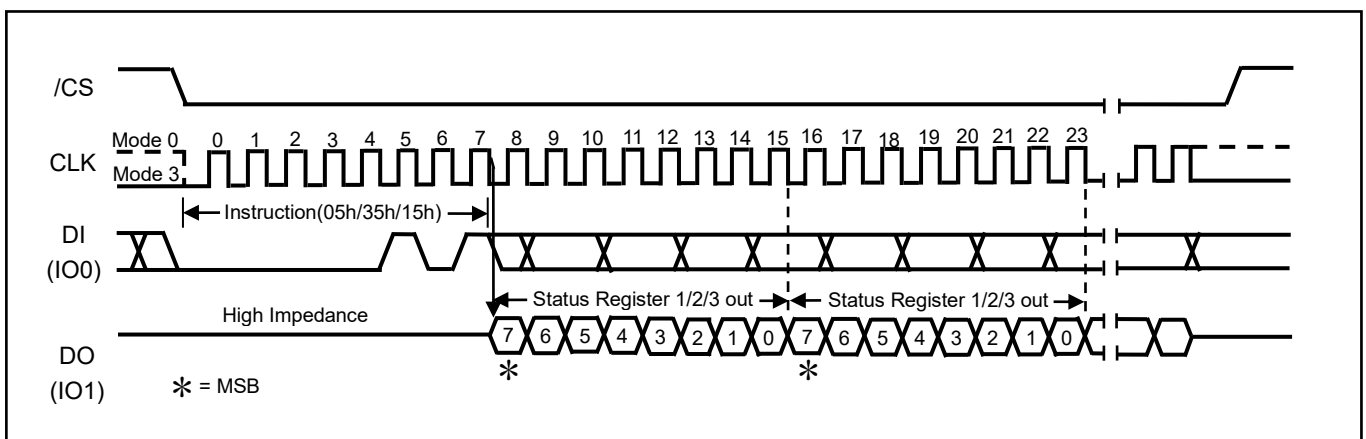 /CS
Mode 0 0 1 2 3 4 5 6 7 8 9 10 11 12 13 14 15 16 17 18 19 20 21 22 23
CLK
Mode 3
Instruction(05h/35h/15h)
DI
(IO0)
Status Register 1/2/3 out Status Register 1/2/3 out
High Impedance
7 6 5 4 3 2 1 0 7 6 5 4 3 2 1 0
DO
* *
(IO1)
* = MSB